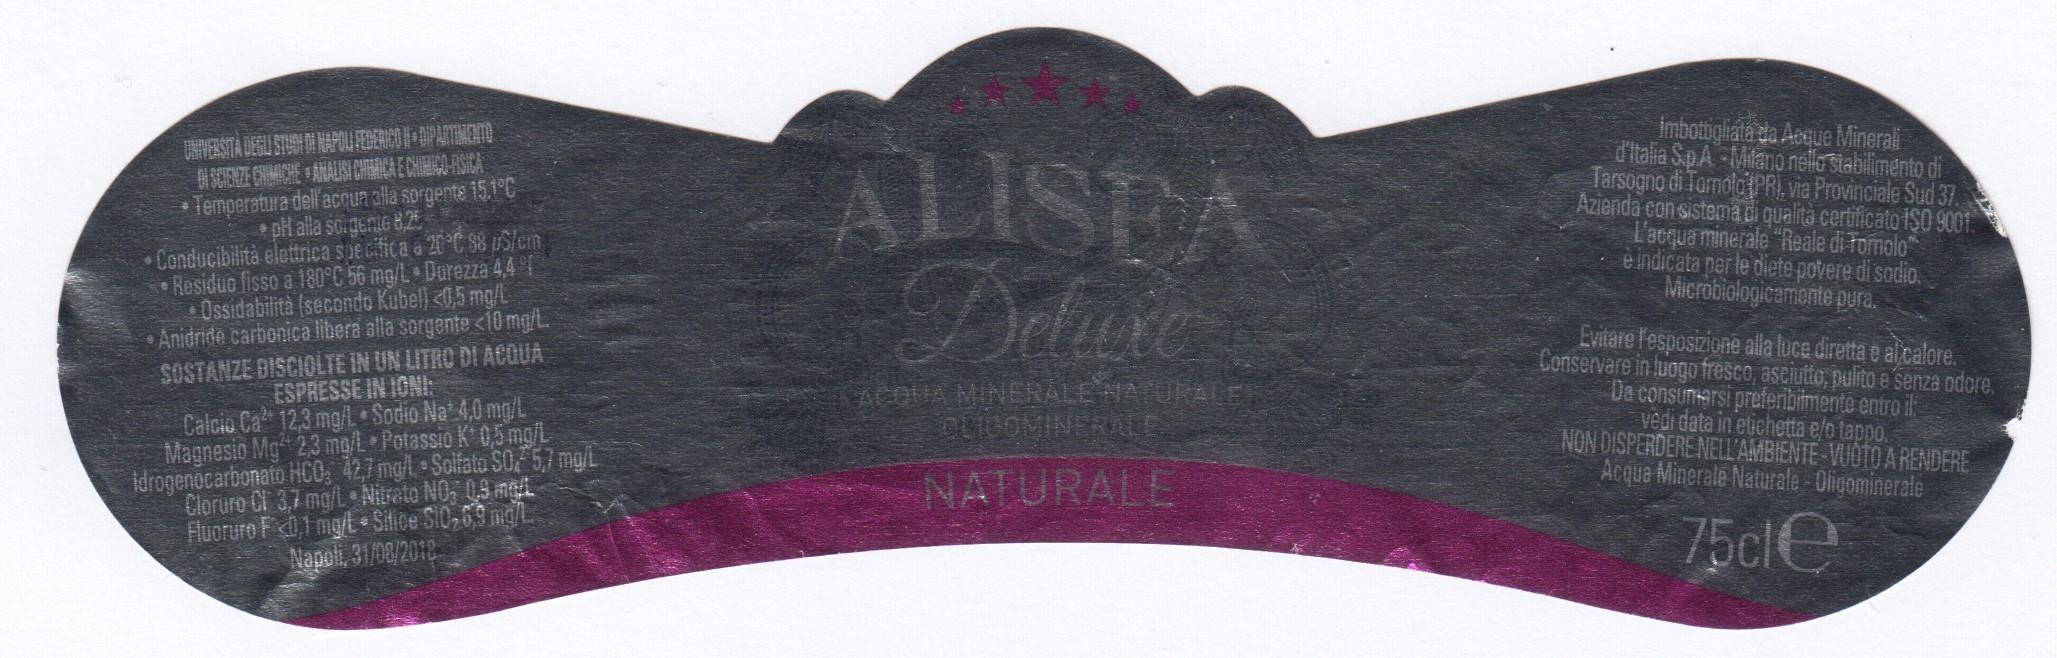 UNIVERSITÀ DEGLI STUDI DI NAPOLI FEDERICO II • DIPARTIMENTO
DI SCIENZE CHIMICHE • ANALISI CHIMICA E CHIMICO-FISICA
• Temperatura dell'acqua alla sorgente 15,1°C
• pH alla sorgente 8,25
• Conducibilità elettrica specifica a 20°C 88 µS/cm
• Residuo fisso a 180°C 56 mg/L • Durezza 4,4 °f
• Ossidabilità (secondo Kubel) <0,5 mg/L
• Anidride carbonica libera alla sorgente <10 mg/L.
SOSTANZE DISCIOLTE IN UN LITRO DI ACQUA
ESPRESSE IN IONI:
Calcio Ca²⁺ 12,3 mg/L • Sodio Na⁺ 4,0 mg/L
Magnesio Mg²⁺ 2,3 mg/L • Potassio K⁺ 0,5 mg/L
Idrogenocarbonato HCO₃⁻ 42,7 mg/L • Solfato SO₄²⁻ 5,7 mg/L
Cloruro Cl⁻ 3,7 mg/L • Nitrato NO₃⁻ 0,9 mg/L
Fluoruro F⁻ <0,1 mg/L • Silice SiO₂ 6,9 mg/L.
Napoli, 31/08/2018
ALISEA
Deluxe
ACQUA MINERALE NATURALE
OLIGOMINERALE
NATURALE
Imbottigliata da Acque Minerali
d'Italia S.p.A. - Milano nello stabilimento di
Tarsogno di Tornolo (PR), via Provinciale Sud 37.
Azienda con sistema di qualità certificato ISO 9001.
L'acqua minerale "Reale di Tornolo"
è indicata per le diete povere di sodio.
Microbiologicamente pura.
Evitare l'esposizione alla luce diretta e al calore.
Conservare in luogo fresco, asciutto, pulito e senza odore.
Da consumarsi preferibilmente entro il:
vedi data in etichetta e/o tappo.
NON DISPERDERE NELL'AMBIENTE - VUOTO A RENDERE
Acqua Minerale Naturale - Oligominerale
75cl e